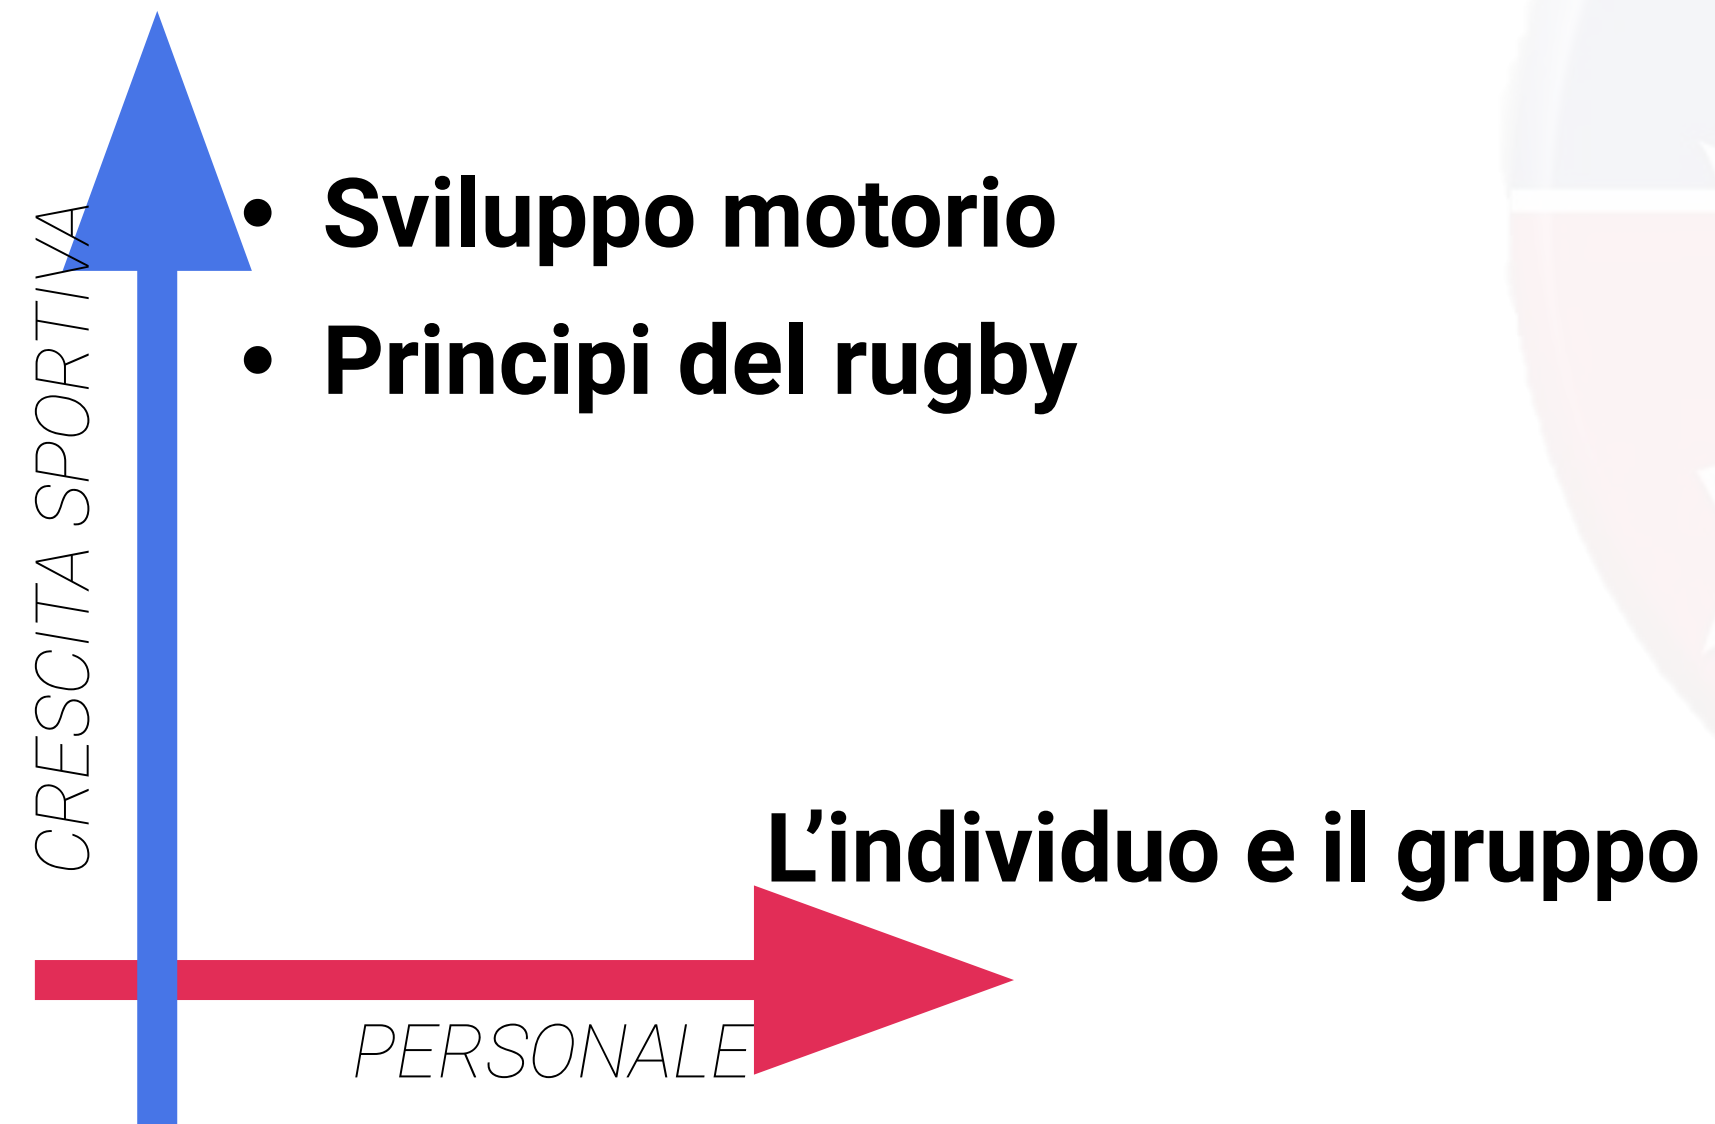 CRESCITA SPORTIVA
• Sviluppo motorio
• Principi del rugby
L’individuo e il gruppo
PERSONALE